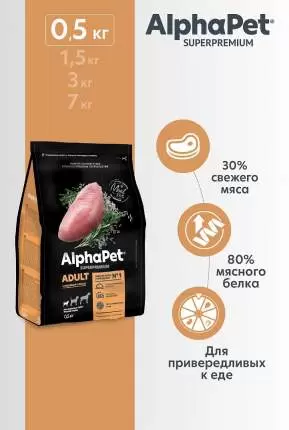 0,5 кг
1,5 кг
3 кг
7 кг
AlphaPet®
SUPERPREMIUM
30%
свежего
мяса
80%
мясного
белка
Для
привередливых
к еде
AlphaPet®
SUPERPREMIUM
ADULT
№1